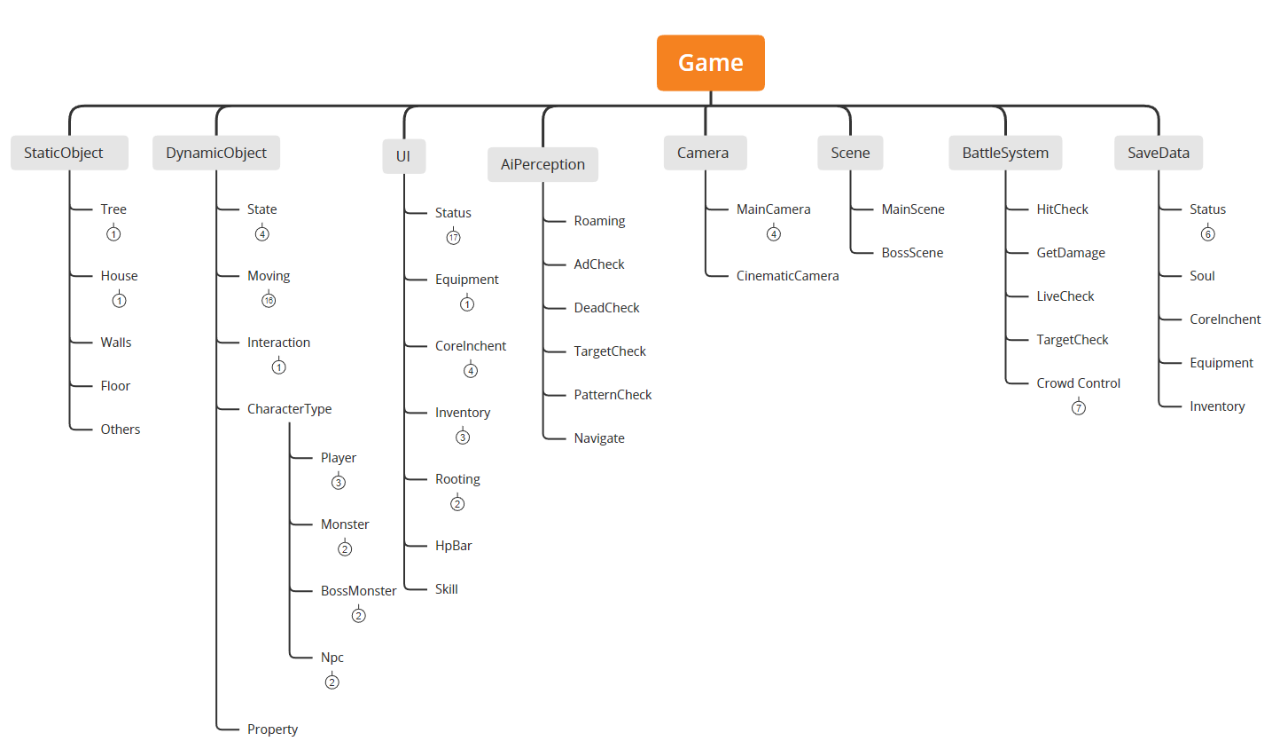 Game
StaticObject
Tree
1
House
1
Walls
Floor
Others
DynamicObject
State
4
Moving
16
Interaction
1
CharacterType
Player
3
Monster
2
BossMonster
2
Npc
2
Property
UI
Status
17
Equipment
1
CoreInchent
4
Inventory
3
Rooting
2
HpBar
Skill
AiPerception
Roaming
AdCheck
DeadCheck
TargetCheck
PatternCheck
Navigate
Camera
MainCamera
4
CinematicCamera
Scene
MainScene
BossScene
BattleSystem
HitCheck
GetDamage
LiveCheck
TargetCheck
Crowd Control
7
SaveData
Status
6
Soul
CoreInchent
Equipment
Inventory